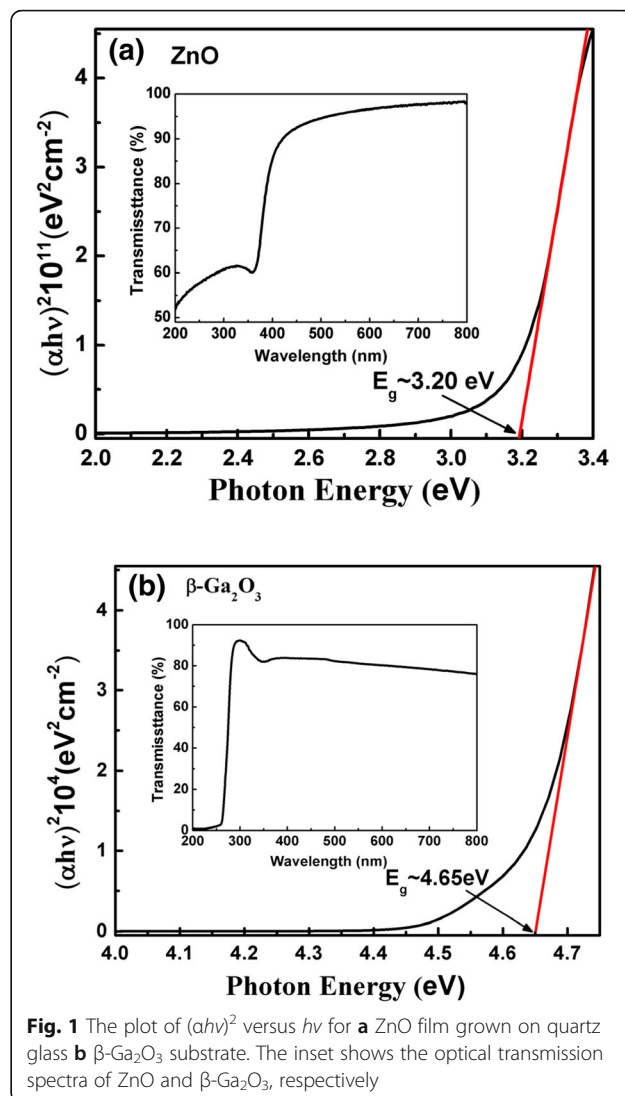 (a) ZnO
(αhν)²10¹¹(eV²cm⁻²)
4
3
2
1
0
Transmissttance (%)
100
90
80
70
60
50
200 300 400 500 600 700 800
Wavelength (nm)
E_g~3.20 eV
2.0 2.2 2.4 2.6 2.8 3.0 3.2 3.4
Photon Energy (eV)
(b) β-Ga₂O₃
(αhν)²10⁴(eV²cm⁻²)
4
3
2
1
0
Transmissttance (%)
100
80
60
40
20
0
200 300 400 500 600 700 800
Wavelength (nm)
E_g~4.65eV
4.0 4.1 4.2 4.3 4.4 4.5 4.6 4.7
Photon Energy (eV)
Fig. 1 The plot of (αhν)² versus hν for a ZnO film grown on quartz
glass b β-Ga₂O₃ substrate. The inset shows the optical transmission
spectra of ZnO and β-Ga₂O₃, respectively